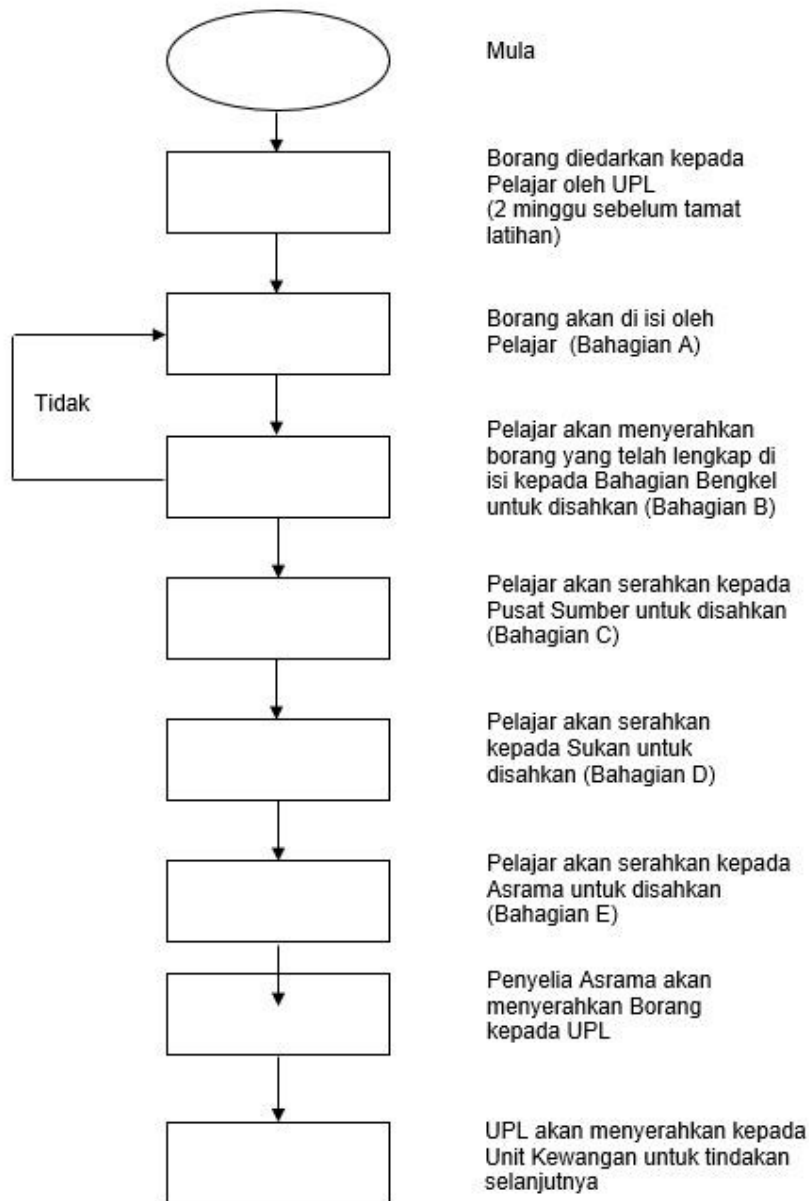 Mula
Borang diedarkan kepada
Pelajar oleh UPL
(2 minggu sebelum tamat
latihan)
Borang akan di isi oleh
Pelajar (Bahagian A)
Tidak
Pelajar akan menyerahkan
borang yang telah lengkap di
isi kepada Bahagian Bengkel
untuk disahkan (Bahagian B)
Pelajar akan serahkan kepada
Pusat Sumber untuk disahkan
(Bahagian C)
Pelajar akan serahkan
kepada Sukan untuk
disahkan (Bahagian D)
Pelajar akan serahkan kepada
Asrama untuk disahkan
(Bahagian E)
Penyelia Asrama akan
menyerahkan Borang
kepada UPL
UPL akan menyerahkan kepada
Unit Kewangan untuk tindakan
selanjutnya